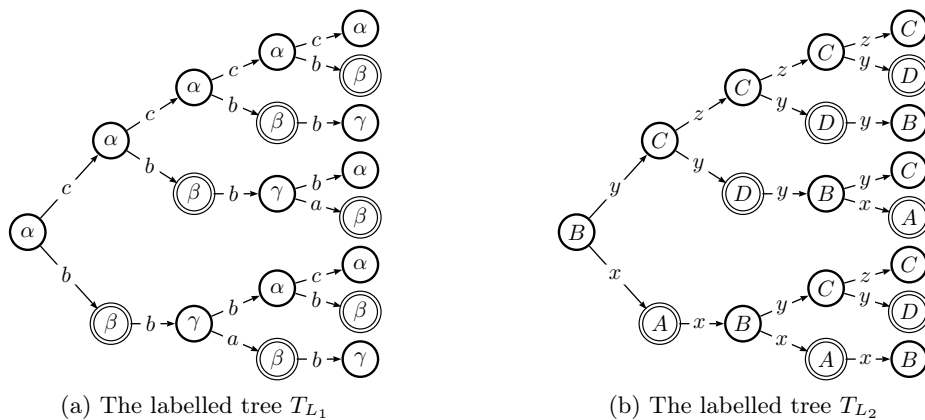 α
c
α
c b β
α
b
c β b γ
α
b α
b
c β b γ
a β
α
α
b c
α
b b β
β b γ
a
β b γ
C
z
C
z y D
C
y
z D y B
C
y C
y
y D y B
x A
B
C
x z
C
y y D
A x B
x
A x B
(a) The labelled tree T_{L_1}
(b) The labelled tree T_{L_2}